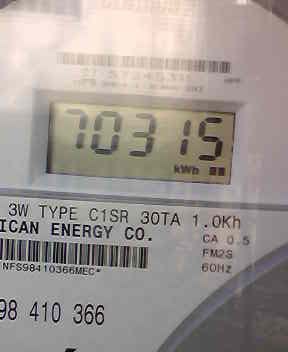 70315
kWh
3W TYPE C1SR 30TA 1.0Kh
ICAN ENERGY CO.
CA 0.5
FM2S
60HZ
*NFS98410366MEC*
98 410 366